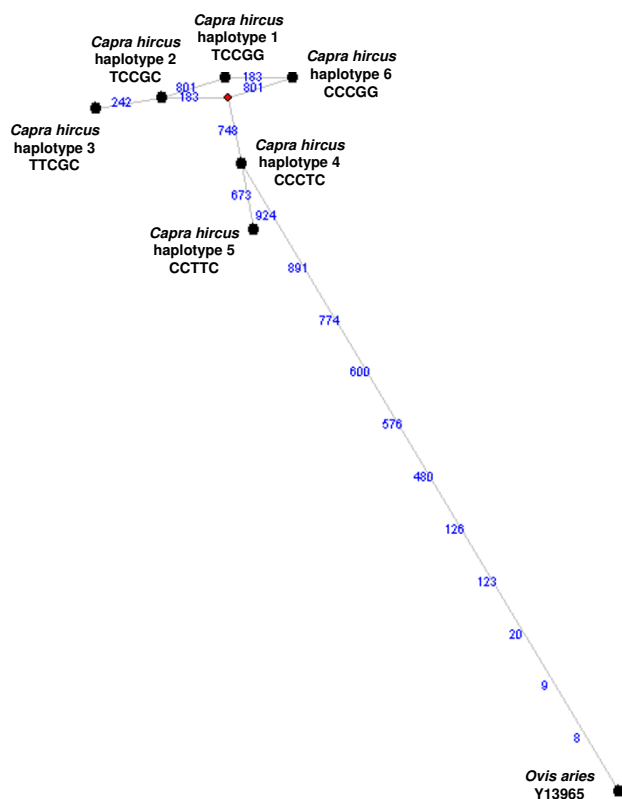 Capra hircus
haplotype 1
TCCGG
Capra hircus
haplotype 2
TCCGC
Capra hircus
haplotype 6
CCCGG
801
183
183
801
242
Capra hircus
haplotype 3
TTCGC
748
Capra hircus
haplotype 4
CCCTC
673
924
Capra hircus
haplotype 5
CCTTC
891
774
600
576
480
126
123
20
9
8
Ovis aries
Y13965